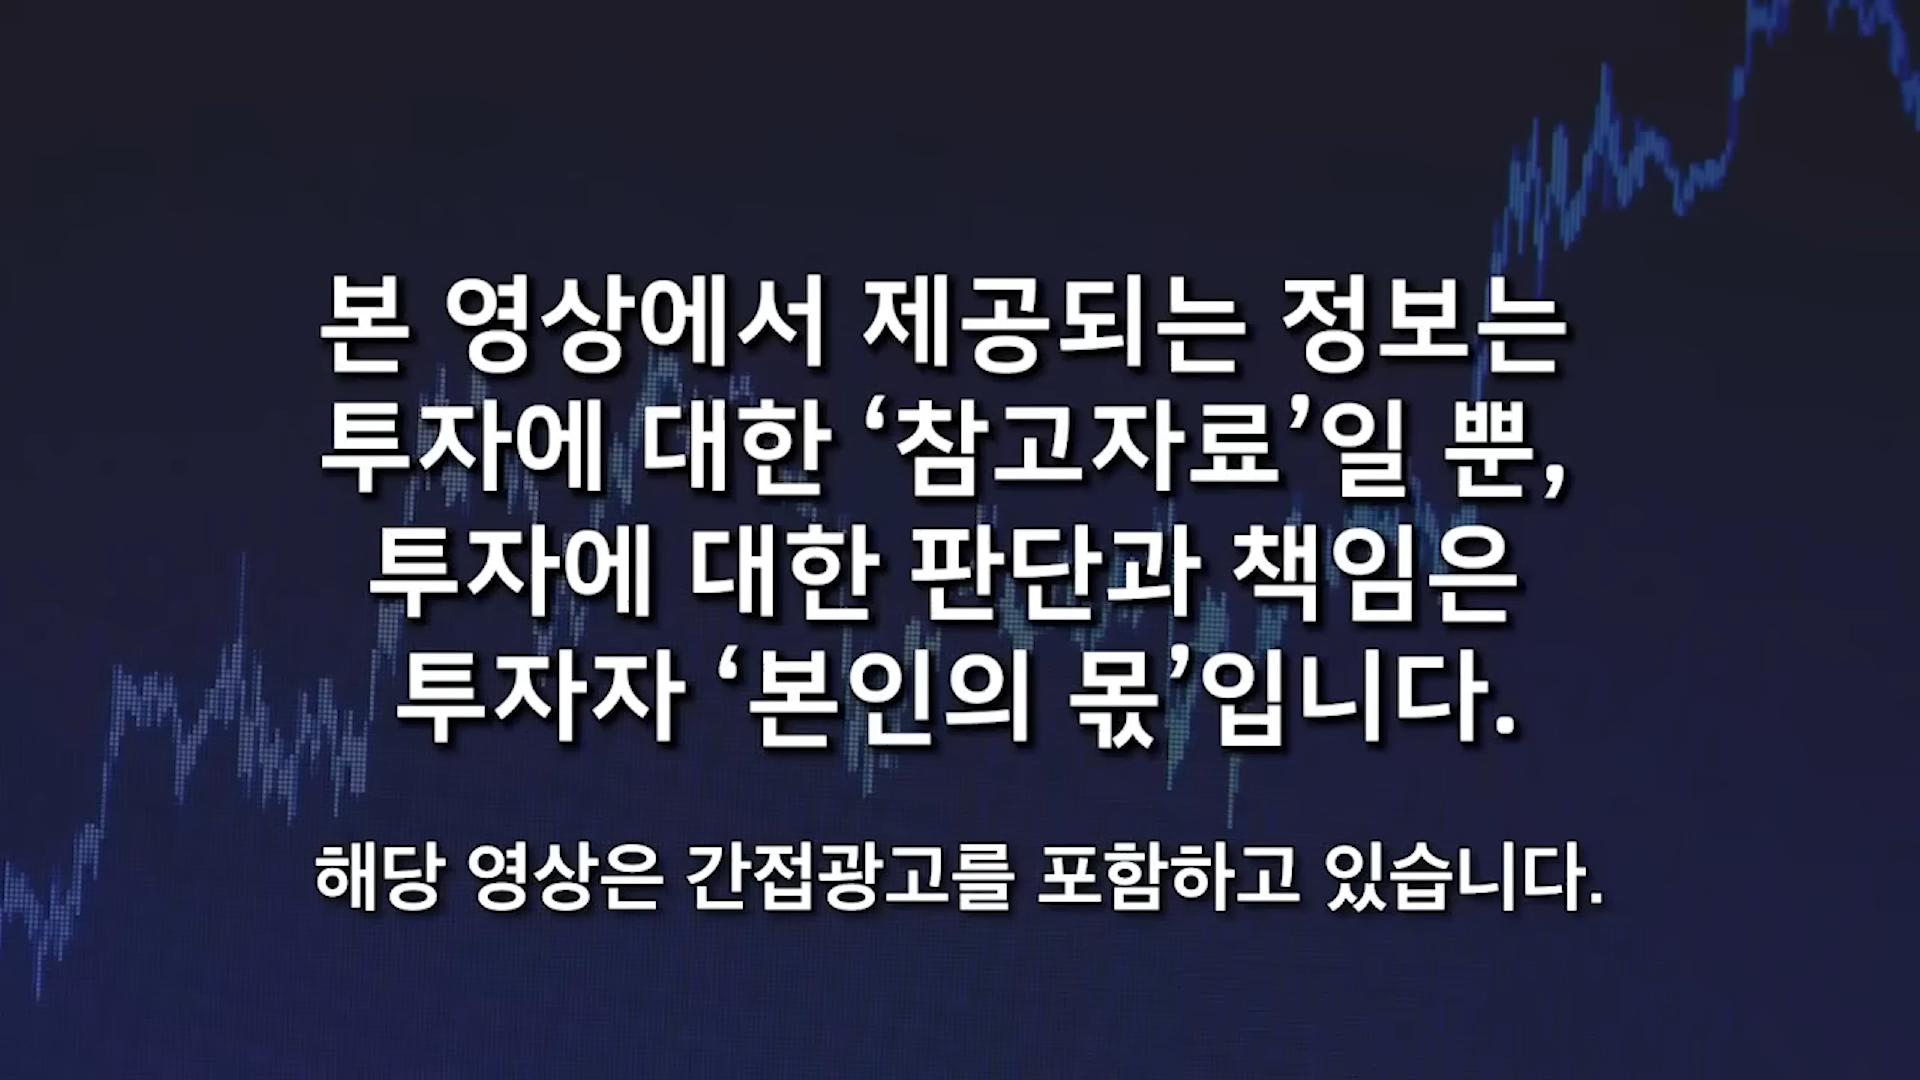 본 영상에서 제공되는 정보는
투자에 대한 ‘참고자료’일 뿐,
투자에 대한 판단과 책임은
투자자 ‘본인의 몫’입니다.
해당 영상은 간접광고를 포함하고 있습니다.